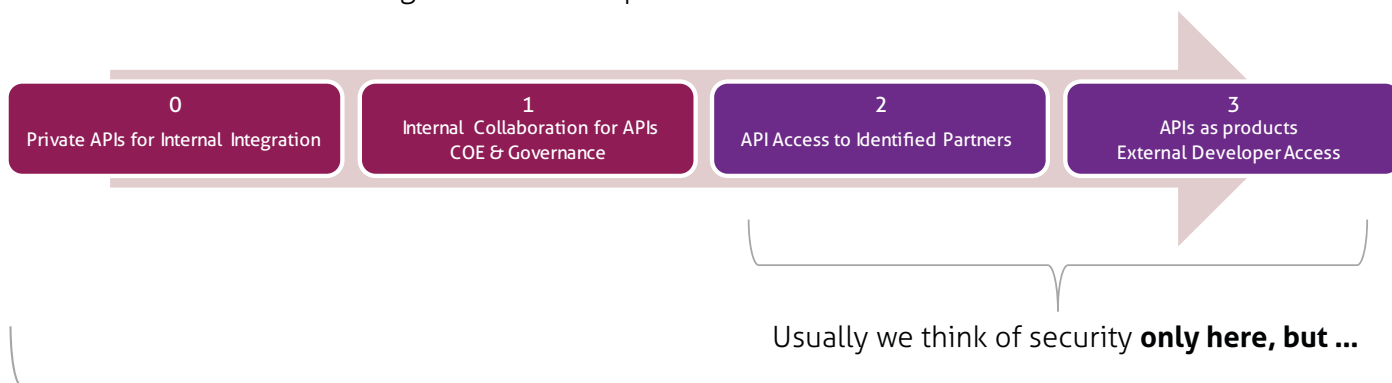 0
Private APIs for Internal Integration
1
Internal Collaboration for APIs
COE & Governance
2
API Access to Identified Partners
3
APIs as products
External Developer Access
Usually we think of security only here, but ...